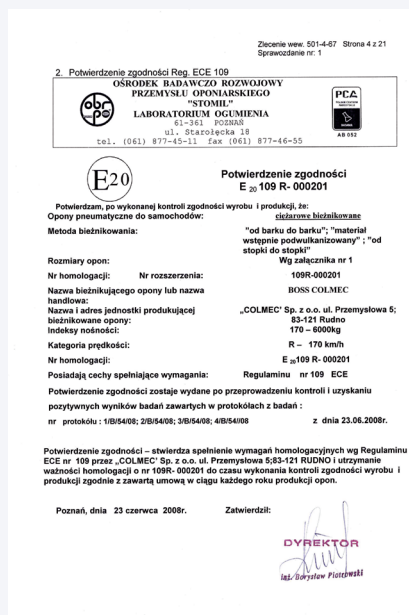 Zlecenie wew. 501-4-67 Strona 4 z 21
Sprawozdanie nr: 1
2. Potwierdzenie zgodności Reg. ECE 109
OŚRODEK BADAWCZO ROZWOJOWY
PRZEMYSŁU OPONIARSKIEGO
"STOMIL"
LABORATORIUM OGUMIENIA
61-361 POZNAŃ
ul. Starołęcka 18
tel. (061) 877-45-11 fax (061) 877-46-55
obr
po
PCA
AB 052
E20
Potwierdzenie zgodności
E 20 109 R- 000201
Potwierdzam, po wykonanej kontroli zgodności wyrobu i produkcji, że:
Opony pneumatyczne do samochodów: ciężarowe bieżnikowane
Metoda bieżnikowania: "od barku do barku"; "materiał
wstępnie podwulkanizowany" ; "od
stopki do stopki"
Rozmiary opon: Wg załącznika nr 1
Nr homologacji: Nr rozszerzenia: 109R-000201
Nazwa bieżnikującego opony lub nazwa
handlowa: BOSS COLMEC
Nazwa i adres jednostki produkującej
bieżnikowane opony: „COLMEC' Sp. z o.o. ul. Przemysłowa 5;
83-121 Rudno
Indeksy nośności: 170 – 6000kg
Kategoria prędkości: R – 170 km/h
Nr homologacji: E 20109 R- 000201
Posiadają cechy spełniające wymagania: Regulaminu nr 109 ECE
Potwierdzenie zgodności zostaje wydane po przeprowadzeniu kontroli i uzyskaniu
pozytywnych wyników badań zawartych w protokółach z badań :
nr protokółu : 1/B/54/08; 2/B/54/08; 3/B/54/08; 4/B/54//08 z dnia 23.06.2008r.
Potwierdzenie zgodności – stwierdza spełnienie wymagań homologacyjnych wg Regulaminu
ECE nr 109 przez „COLMEC' Sp. z o.o. ul. Przemysłowa 5;83-121 RUDNO i utrzymanie
ważności homologacji o nr 109R- 000201 do czasu wykonania kontroli zgodności wyrobu i
produkcji zgodnie z zawartą umową w ciągu każdego roku produkcji opon.
Poznań, dnia 23 czerwca 2008r. Zatwierdził:
DYREKTOR
inż. Borysław Piotrowski